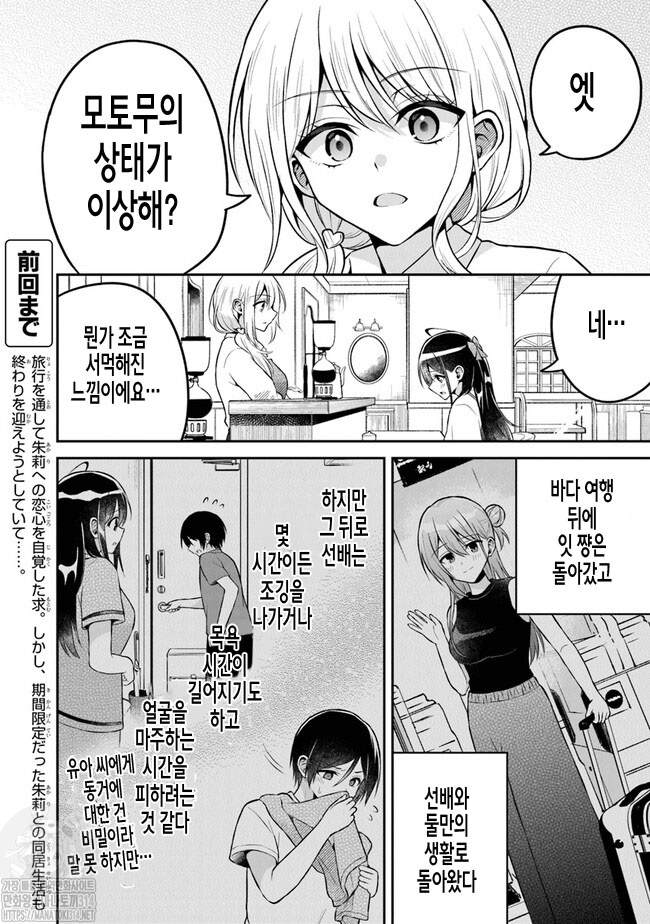 엣
모토무의
상태가
이상해?
네…
뭔가 조금
서먹해진
느낌이에요…
바다 여행
뒤에
잇 쨩은
돌아갔고
선배와
둘만의
생활로
돌아왔다
하지만
그 뒤로
선배는
몇
시간이든
조깅을
나가거나
목욕
시간이
길어지기도
하고
얼굴을
마주하는
시간을
피하려는
것 같다
유아 씨에게
동거에
대한 건
비밀이라
말 못 하지만…
前回まで
旅行を通して朱莉への恋心を自覚した求。しかし、期間限定だった朱莉との同居生活も
終わりを迎えようとしていて……。
HTTPS://MANATOKI314.NET